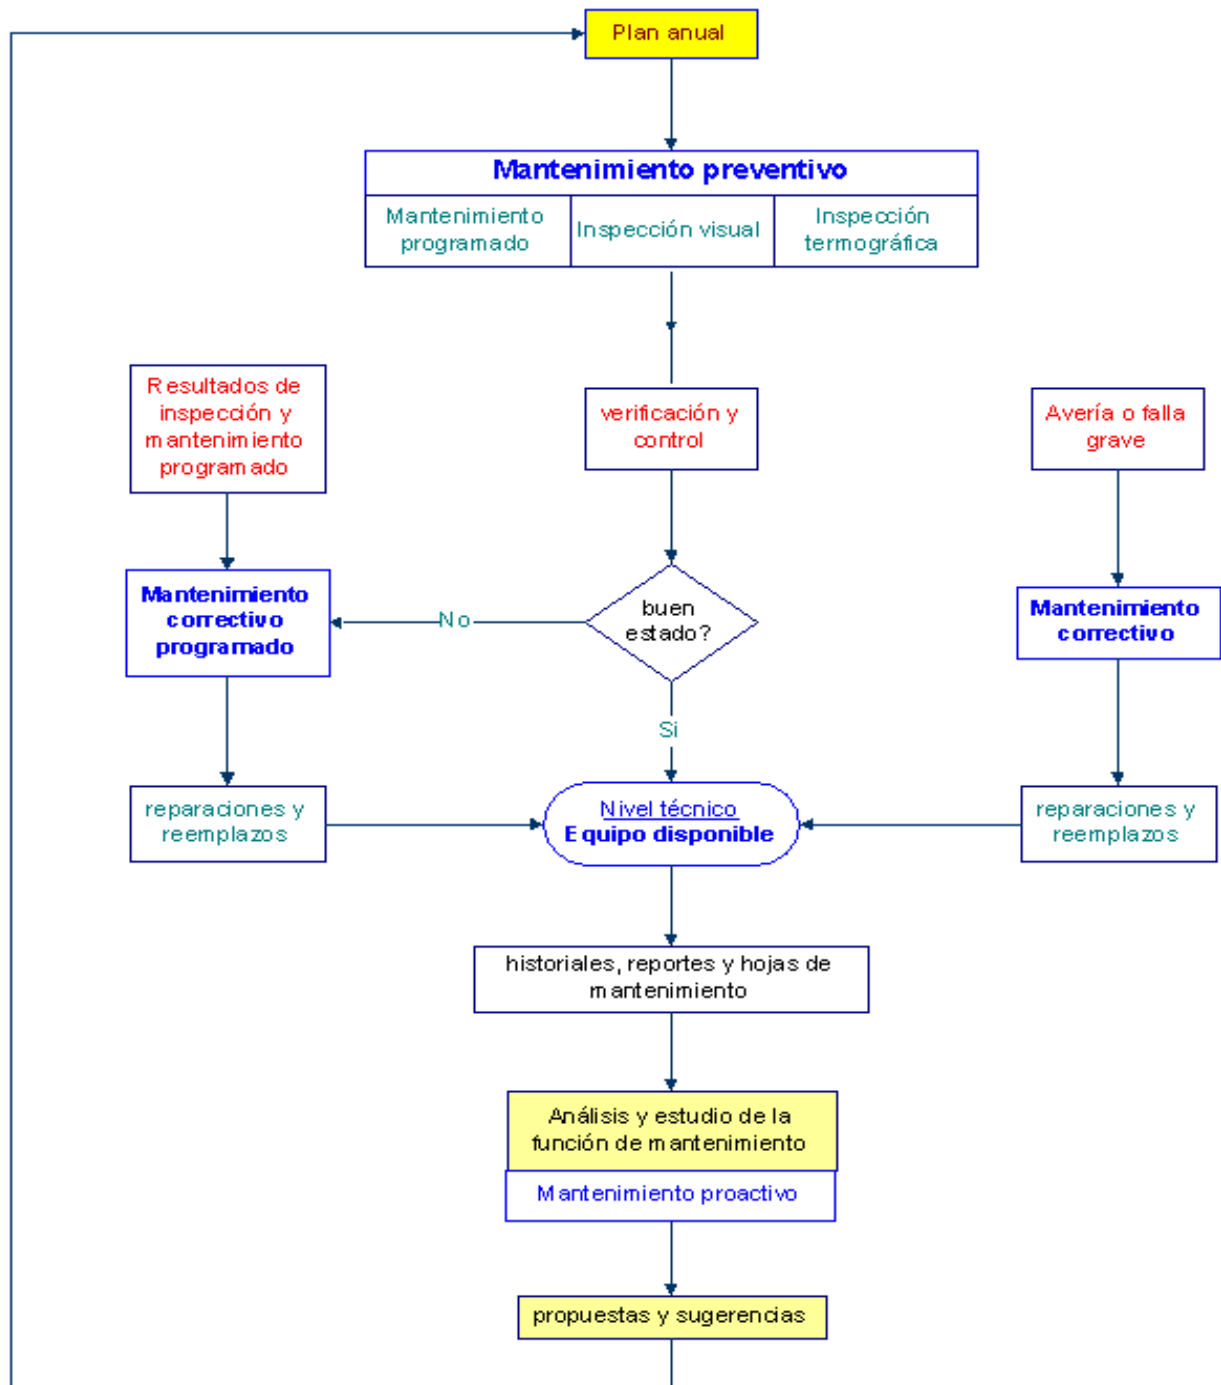 Plan anual
Mantenimiento preventivo
Mantenimiento
programado
Inspección visual
Inspección
termográfica
Resultados de
inspección y
mantenimiento
programado
verificación y
control
Avería o falla
grave
Mantenimiento
correctivo
programado
No
buen
estado?
Mantenimiento
correctivo
Si
reparaciones y
reemplazos
Nivel técnico
Equipo disponible
reparaciones y
reemplazos
historiales, reportes y hojas de
mantenimiento
Análisis y estudio de la
función de mantenimiento
Mantenimiento proactivo
propuestas y sugerencias